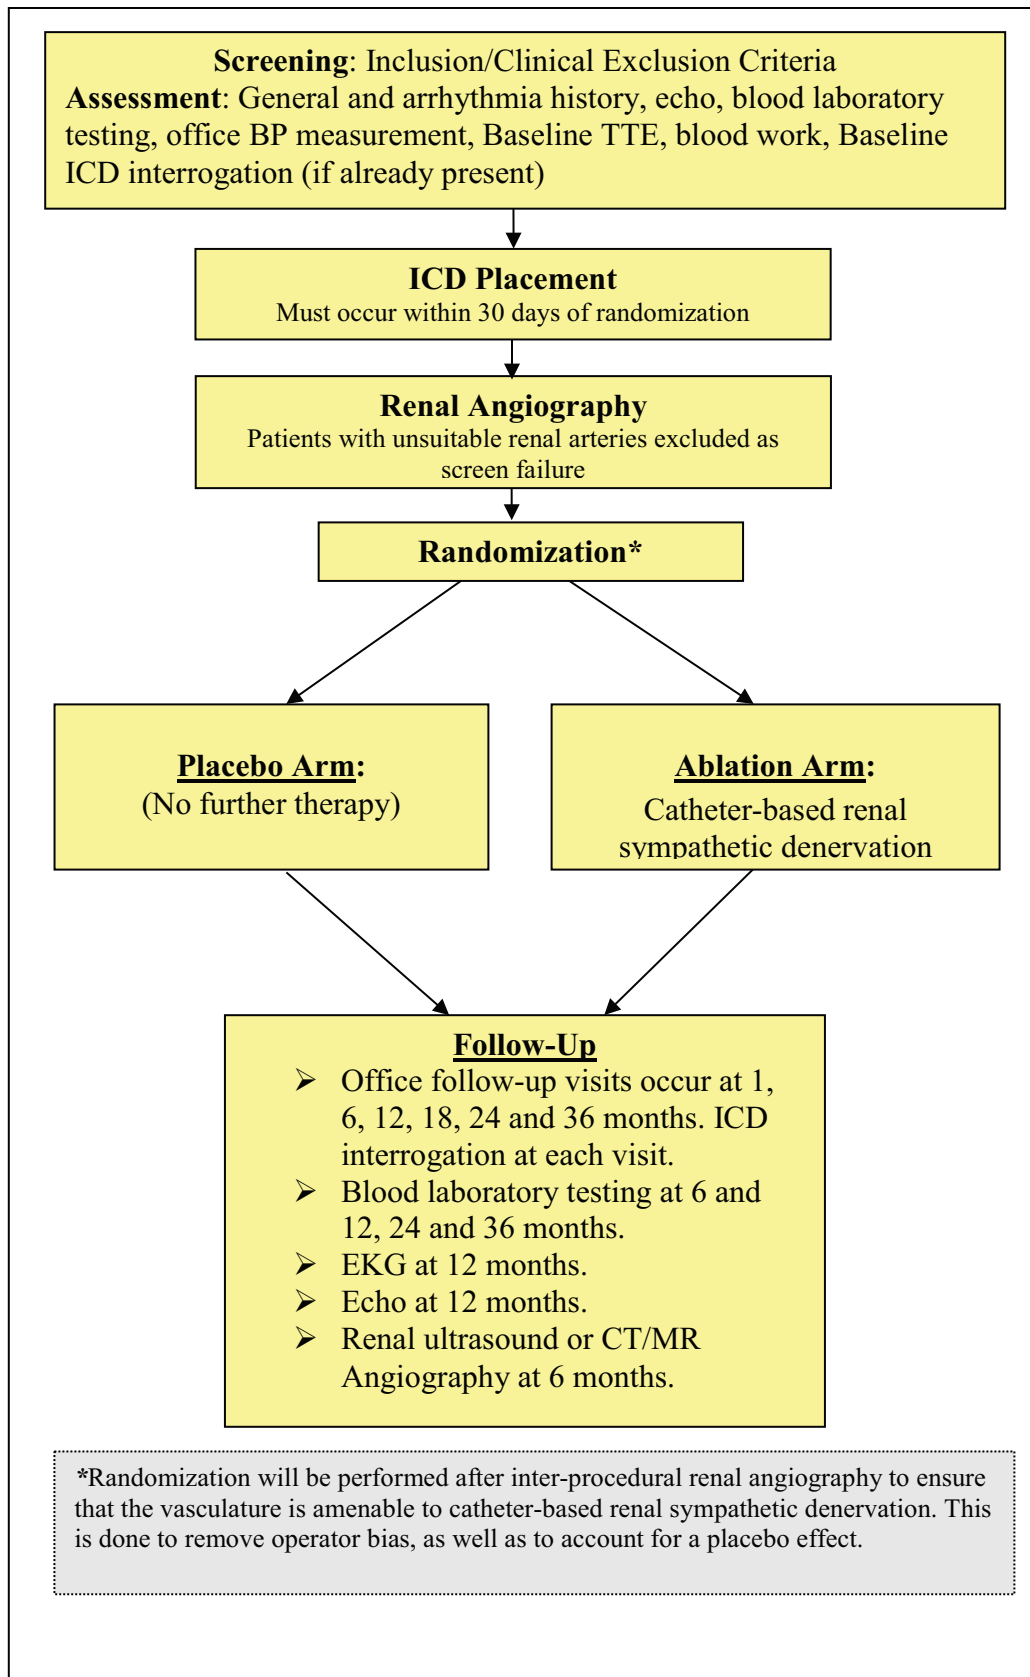 Screening: Inclusion/Clinical Exclusion Criteria
Assessment: General and arrhythmia history, echo, blood laboratory
testing, office BP measurement, Baseline TTE, blood work, Baseline
ICD interrogation (if already present)
ICD Placement
Must occur within 30 days of randomization
Renal Angiography
Patients with unsuitable renal arteries excluded as
screen failure
Randomization*
Placebo Arm:
(No further therapy)
Ablation Arm:
Catheter-based renal
sympathetic denervation
Follow-Up
➢ Office follow-up visits occur at 1,
6, 12, 18, 24 and 36 months. ICD
interrogation at each visit.
➢ Blood laboratory testing at 6 and
12, 24 and 36 months.
➢ EKG at 12 months.
➢ Echo at 12 months.
➢ Renal ultrasound or CT/MR
Angiography at 6 months.
*Randomization will be performed after inter-procedural renal angiography to ensure
that the vasculature is amenable to catheter-based renal sympathetic denervation. This
is done to remove operator bias, as well as to account for a placebo effect.